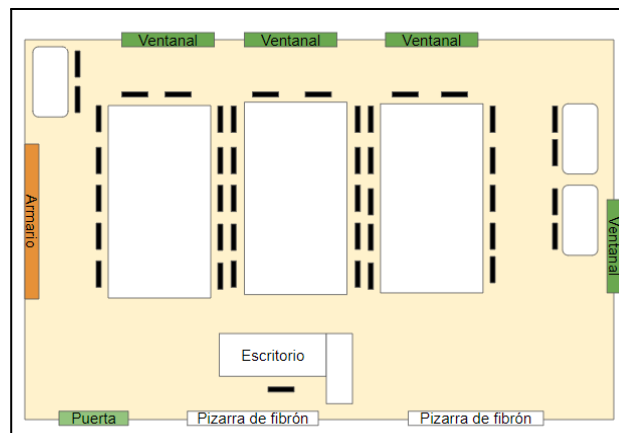 Ventanal
Ventanal
Ventanal
Armario
Ventanal
Escritorio
Puerta
Pizarra de fibrón
Pizarra de fibrón